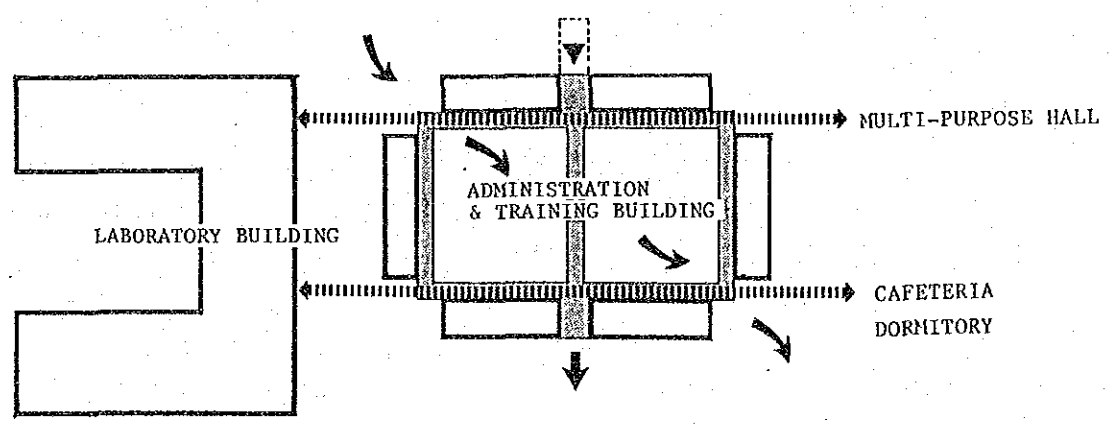 MULTI-PURPOSE HALL
ADMINISTRATION
& TRAINING BUILDING
LABORATORY BUILDING
CAFETERIA
DORMITORY